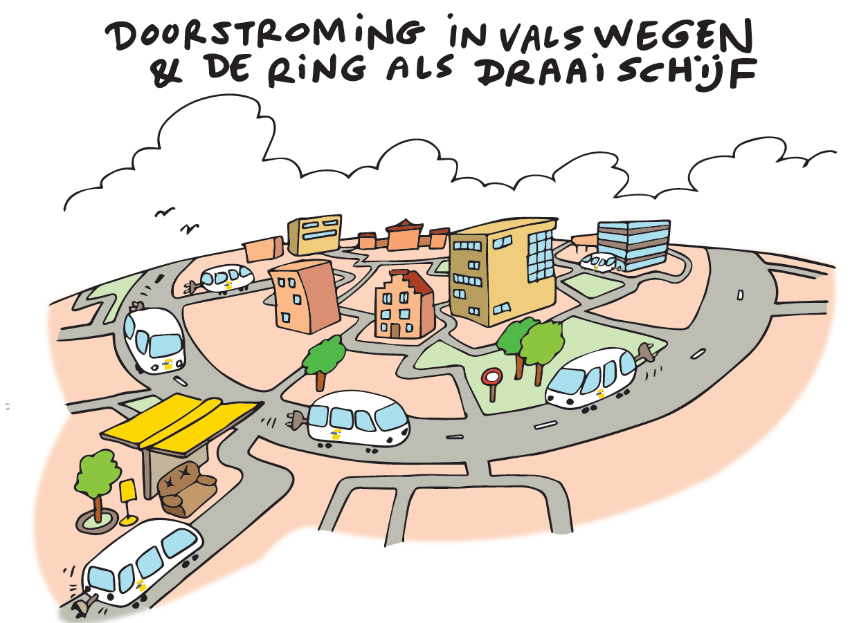 DOORSTROMING IN VALSWEGEN
& DE RING ALS DRAAISCHIJF